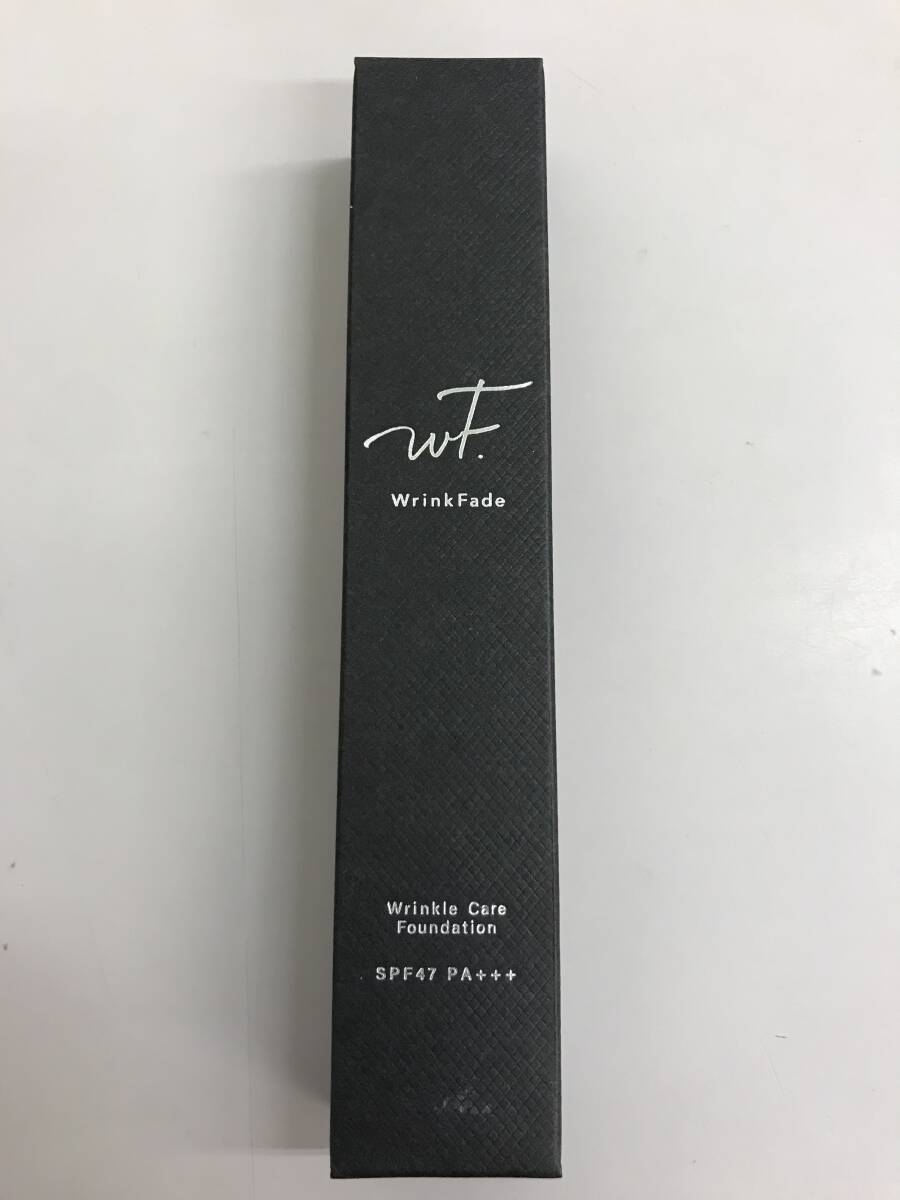 WF.
WrinkFade
Wrinkle Care
Foundation
SPF47 PA+++